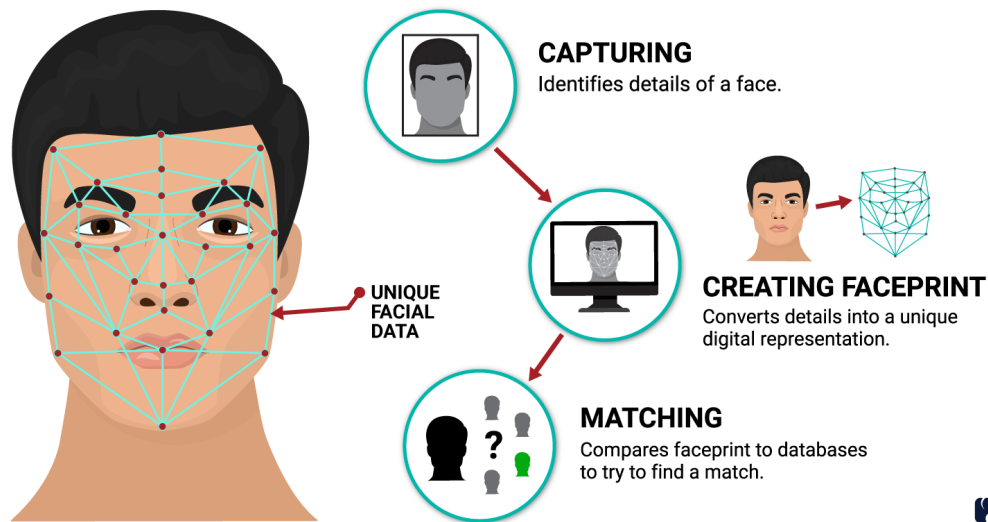 CAPTURING
Identifies details of a face.
UNIQUE
FACIAL
DATA
CREATING FACEPRINT
Converts details into a unique
digital representation.
MATCHING
?
Compares faceprint to databases
to try to find a match.